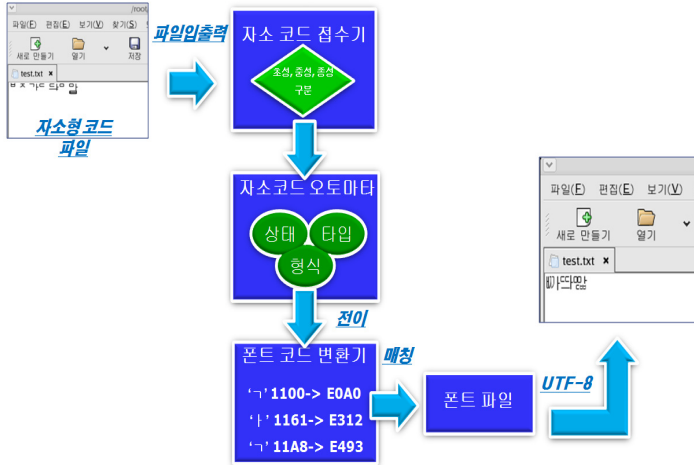 /root
파일(F) 편집(E) 보기(V) 찾기(S)
새로 만들기 열기 저장
test.txt
자소형 코드
파일
파일입출력
자소 코드 접수기
초성, 중성, 종성
구분
자소코드 오토마타
상태 타입
형식
전이
폰트 코드 변환기
‘ㄱ’ 1100-> E0A0
‘ㅏ’ 1161-> E312
‘ㄱ’ 11A8-> E493
매칭
폰트 파일
UTF-8
파일(F) 편집(E) 보기(V)
새로 만들기 열기
test.txt